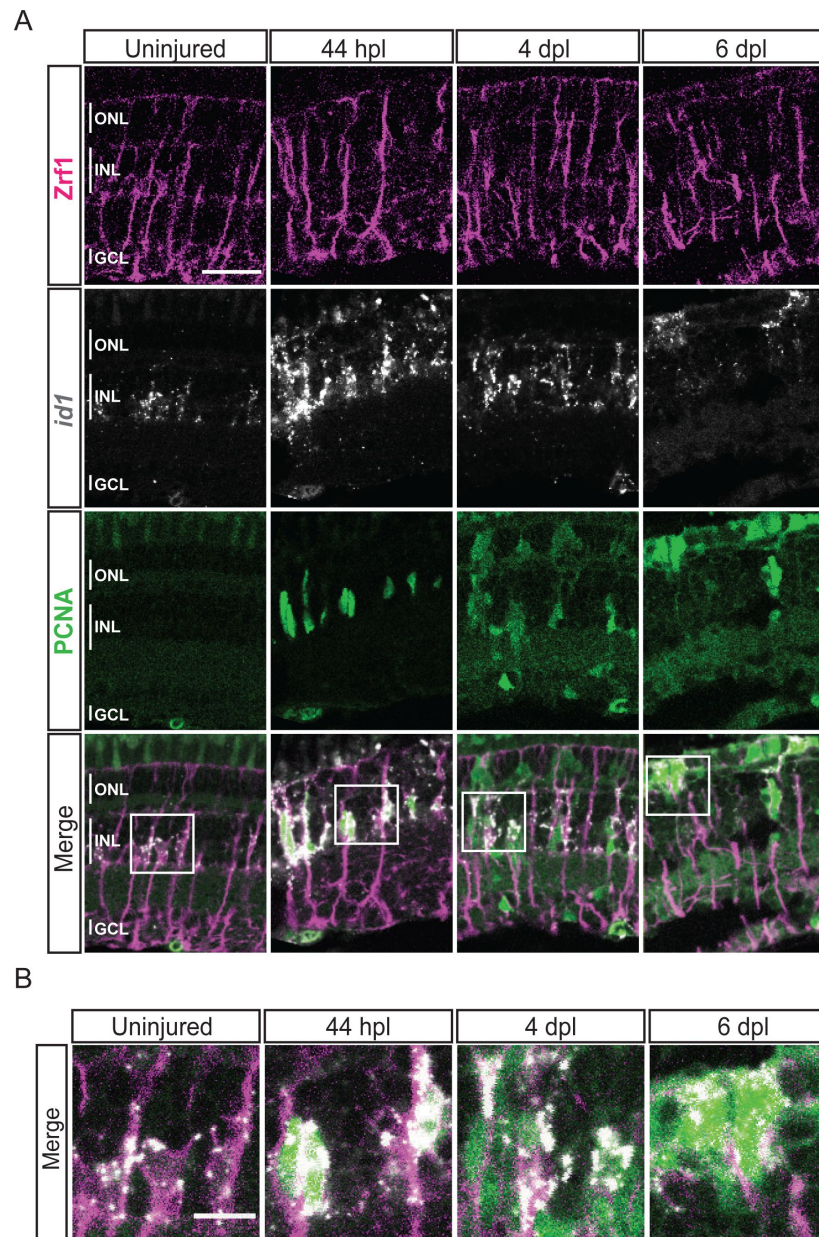 A
Uninjured 44 hpl 4 dpl 6 dpl
Zrf1
ONL
INL
GCL
id1
ONL
INL
GCL
PCNA
ONL
INL
GCL
Merge
ONL
INL
GCL
B
Uninjured 44 hpl 4 dpl 6 dpl
Merge